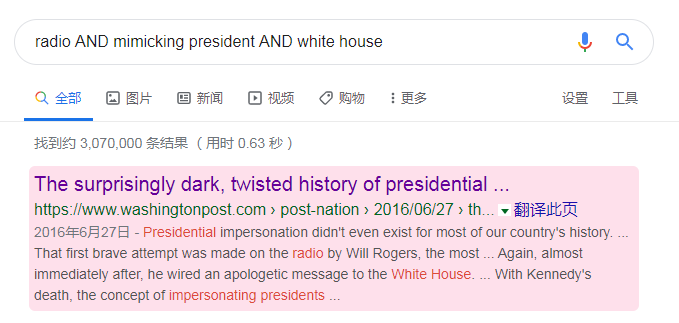 radio AND mimicking president AND white house
全部 图片 新闻 视频 购物 更多 设置 工具
找到约 3,070,000 条结果 （用时 0.63 秒）
The surprisingly dark, twisted history of presidential ...
https://www.washingtonpost.com › post-nation › 2016/06/27 › th... 翻译此页
2016年6月27日 - Presidential impersonation didn't even exist for most of our country's history. ...
That first brave attempt was made on the radio by Will Rogers, the most ... Again, almost
immediately after, he wired an apologetic message to the White House. ... With Kennedy's
death, the concept of impersonating presidents ...